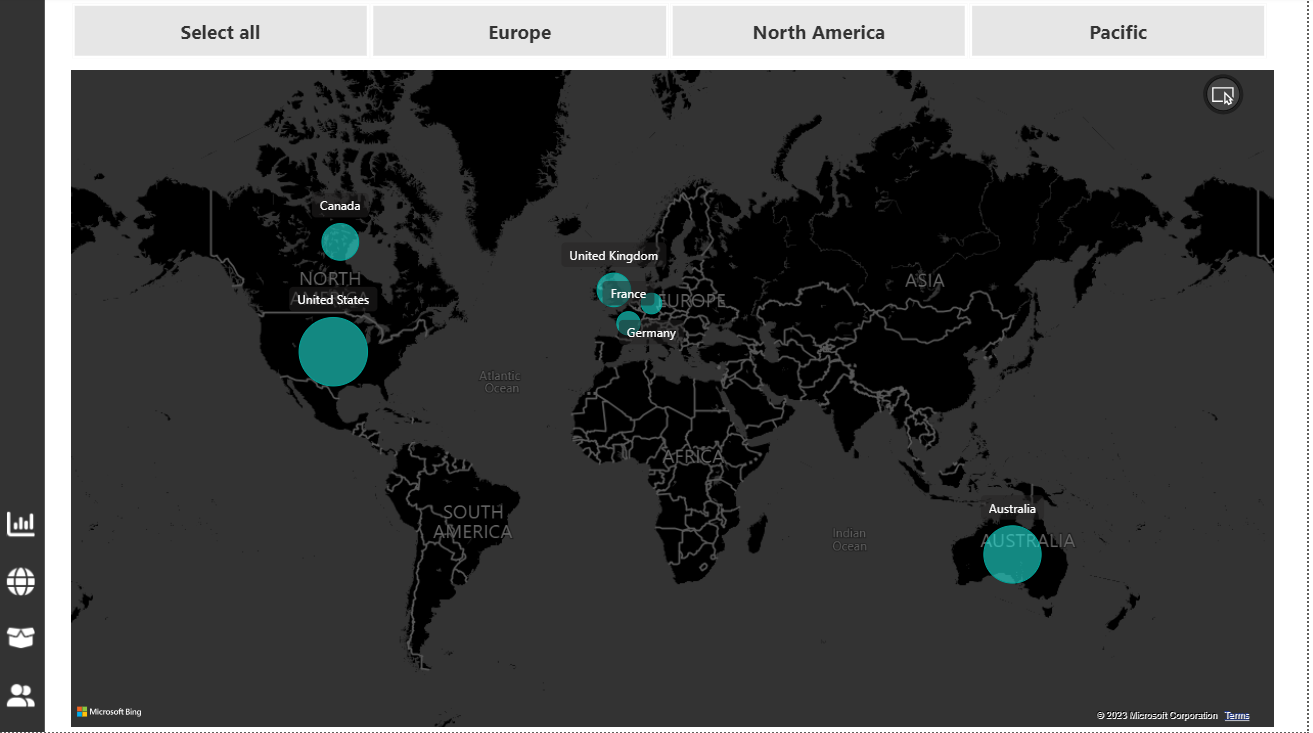 Select all
Europe
North America
Pacific
Canada
NORTH
AMERICA
United States
United Kingdom
France
EUROPE
Germany
ASIA
Atlantic
Ocean
AFRICA
SOUTH
AMERICA
Indian
Ocean
Australia
AUSTRALIA
Microsoft Bing
© 2023 Microsoft Corporation Terms